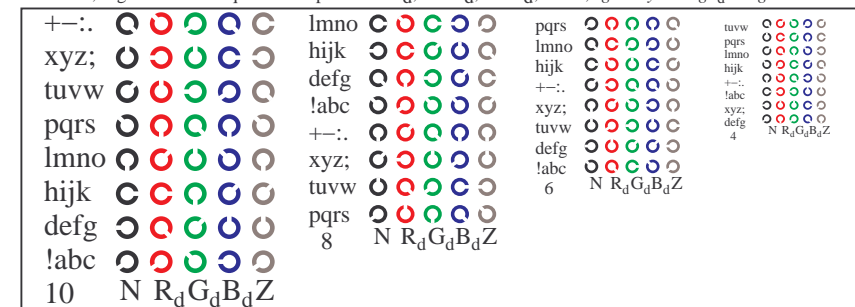 +−:.
xyz;
tuvw
pqrs
lmno
hijk
defg
!abc
10 N RdGdBdZ
lmno
hijk
defg
!abc
+−:.
xyz;
tuvw
pqrs
8 N RdGdBdZ
pqrs
lmno
hijk
+−:.
xyz;
tuvw
defg
!abc
6 N RdGdBdZ
tuvw
pqrs
lmno
hijk
+−:.
!abc
xyz;
defg
4 N RdGdBdZ